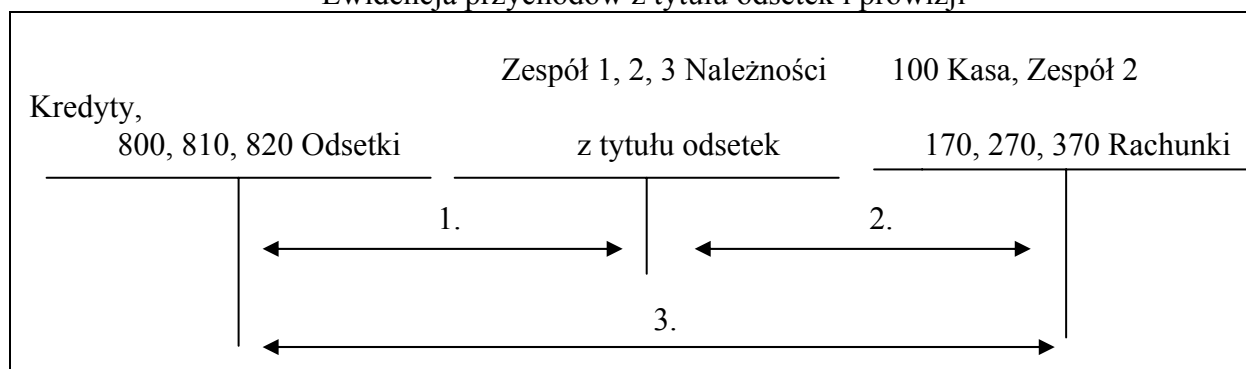 Ewidencja przychodów z tytułu odsetek i prowizji
Zespół 1, 2, 3 Należności 100 Kasa, Zespół 2
Kredyty,
800, 810, 820 Odsetki z tytułu odsetek 170, 270, 370 Rachunki
1. 2.
3.